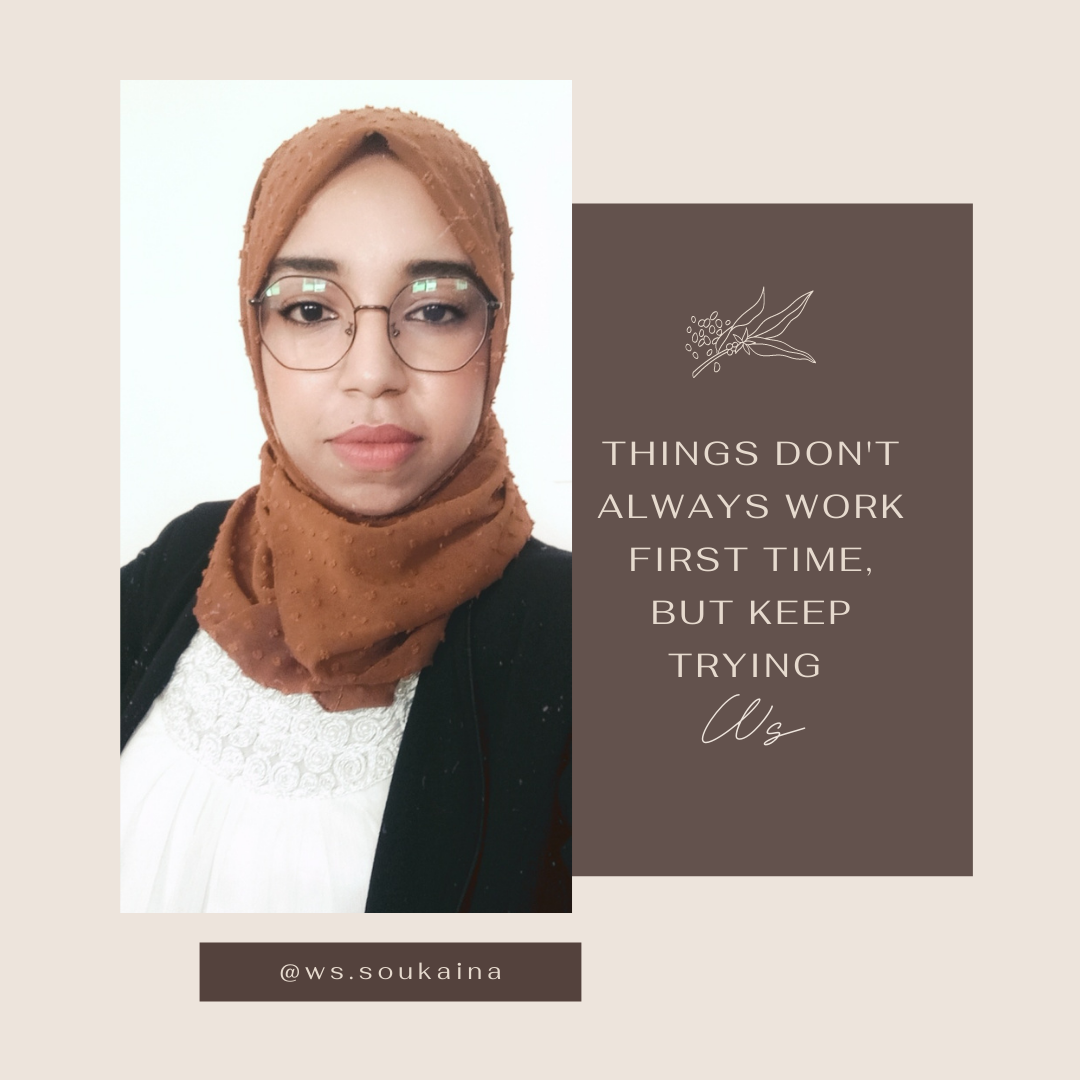 THINGS DON'T
ALWAYS WORK
FIRST TIME,
BUT KEEP
TRYING
Ws
@ws.soukaina